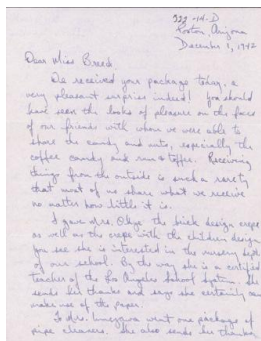 322-14-D
Poston, Arizona
December 1, 1942
Dear Miss Breed,
We received your package today, a
very pleasant surprise indeed! You should
have seen the looks of pleasure on the faces
of our friends with whom we were able to
share the candy and nuts, especially the
coffee candy and rum & toffee. Receiving
things from the outside is such a rarity
that most of us share what we receive
no matter how little it is.
I gave Mrs. the brick design crepe
as well as the crepe with the children design
you see she is interested in the nursery dept
of our school. By the way she is a certified
teacher of the Los Angeles School System. She
sends her thanks and says she certainly can
make use of the paper.
To Mrs. went one package of
pipe cleaners. She also sends her thanks